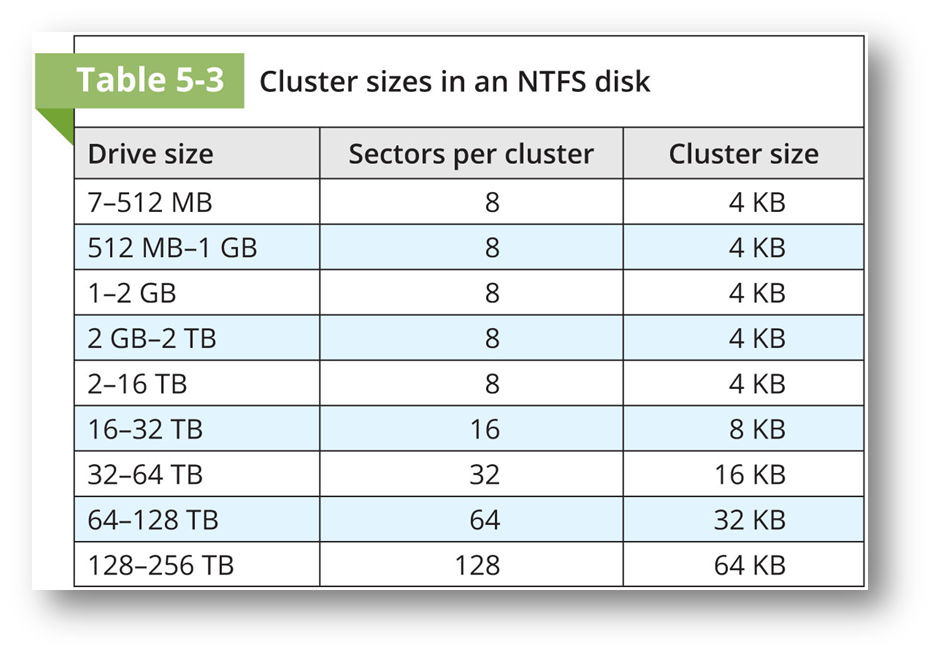 Table 5-3 Cluster sizes in an NTFS disk
Drive size Sectors per cluster Cluster size
7–512 MB 8 4 KB
512 MB–1 GB 8 4 KB
1–2 GB 8 4 KB
2 GB–2 TB 8 4 KB
2–16 TB 8 4 KB
16–32 TB 16 8 KB
32–64 TB 32 16 KB
64–128 TB 64 32 KB
128–256 TB 128 64 KB